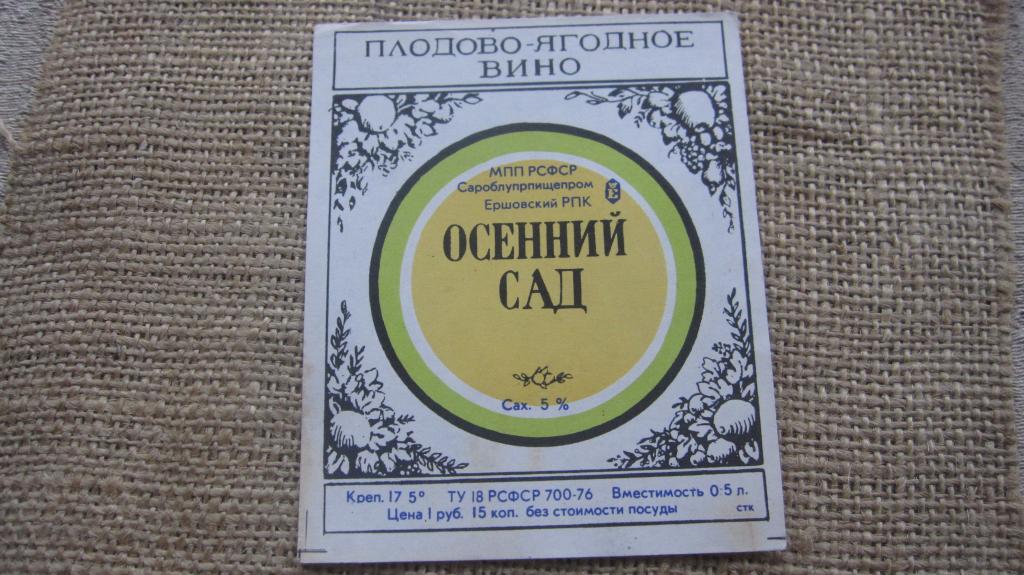 ПЛОДОВО-ЯГОДНОЕ
ВИНО
МПП РСФСР
Сароблупрпищепром
Ершовский РПК
ОСЕННИЙ
САД
Сах. 5 %
Креп. 17 5° ТУ 18 РСФСР 700-76 Вместимость 0·5 л.
Цена 1 руб. 15 коп. без стоимости посуды стк